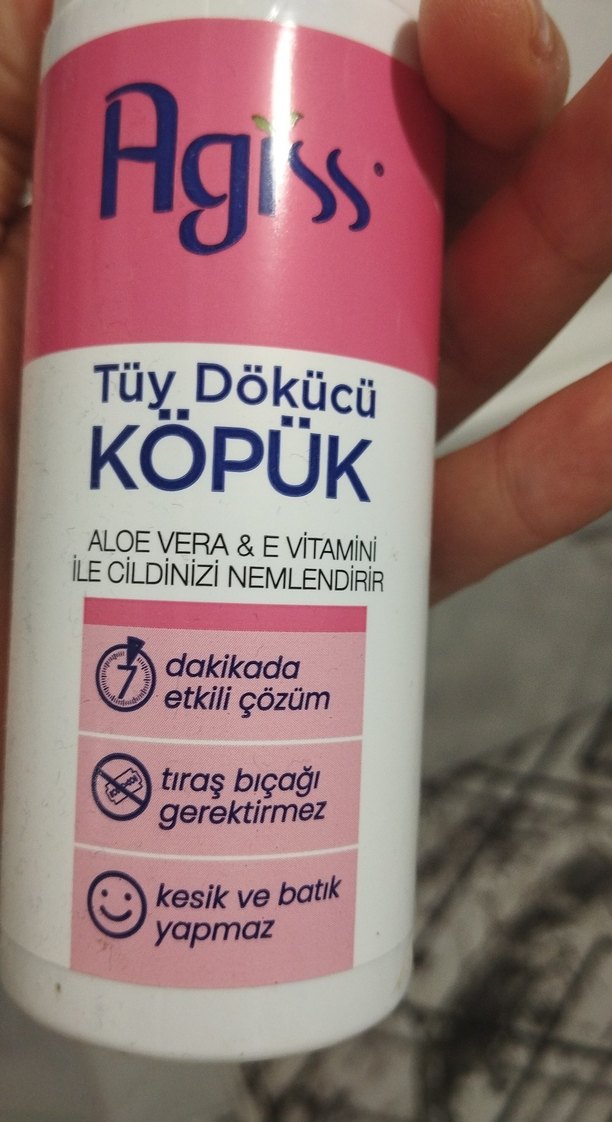 Agiss
Tüy Dökücü
KÖPÜK
ALOE VERA & E VİTAMİNİ
İLE CİLDİNİZİ NEMLENDİRİR
7 dakikada
etkili çözüm
tıraş bıçağı
gerektirmez
kesik ve batık
yapmaz